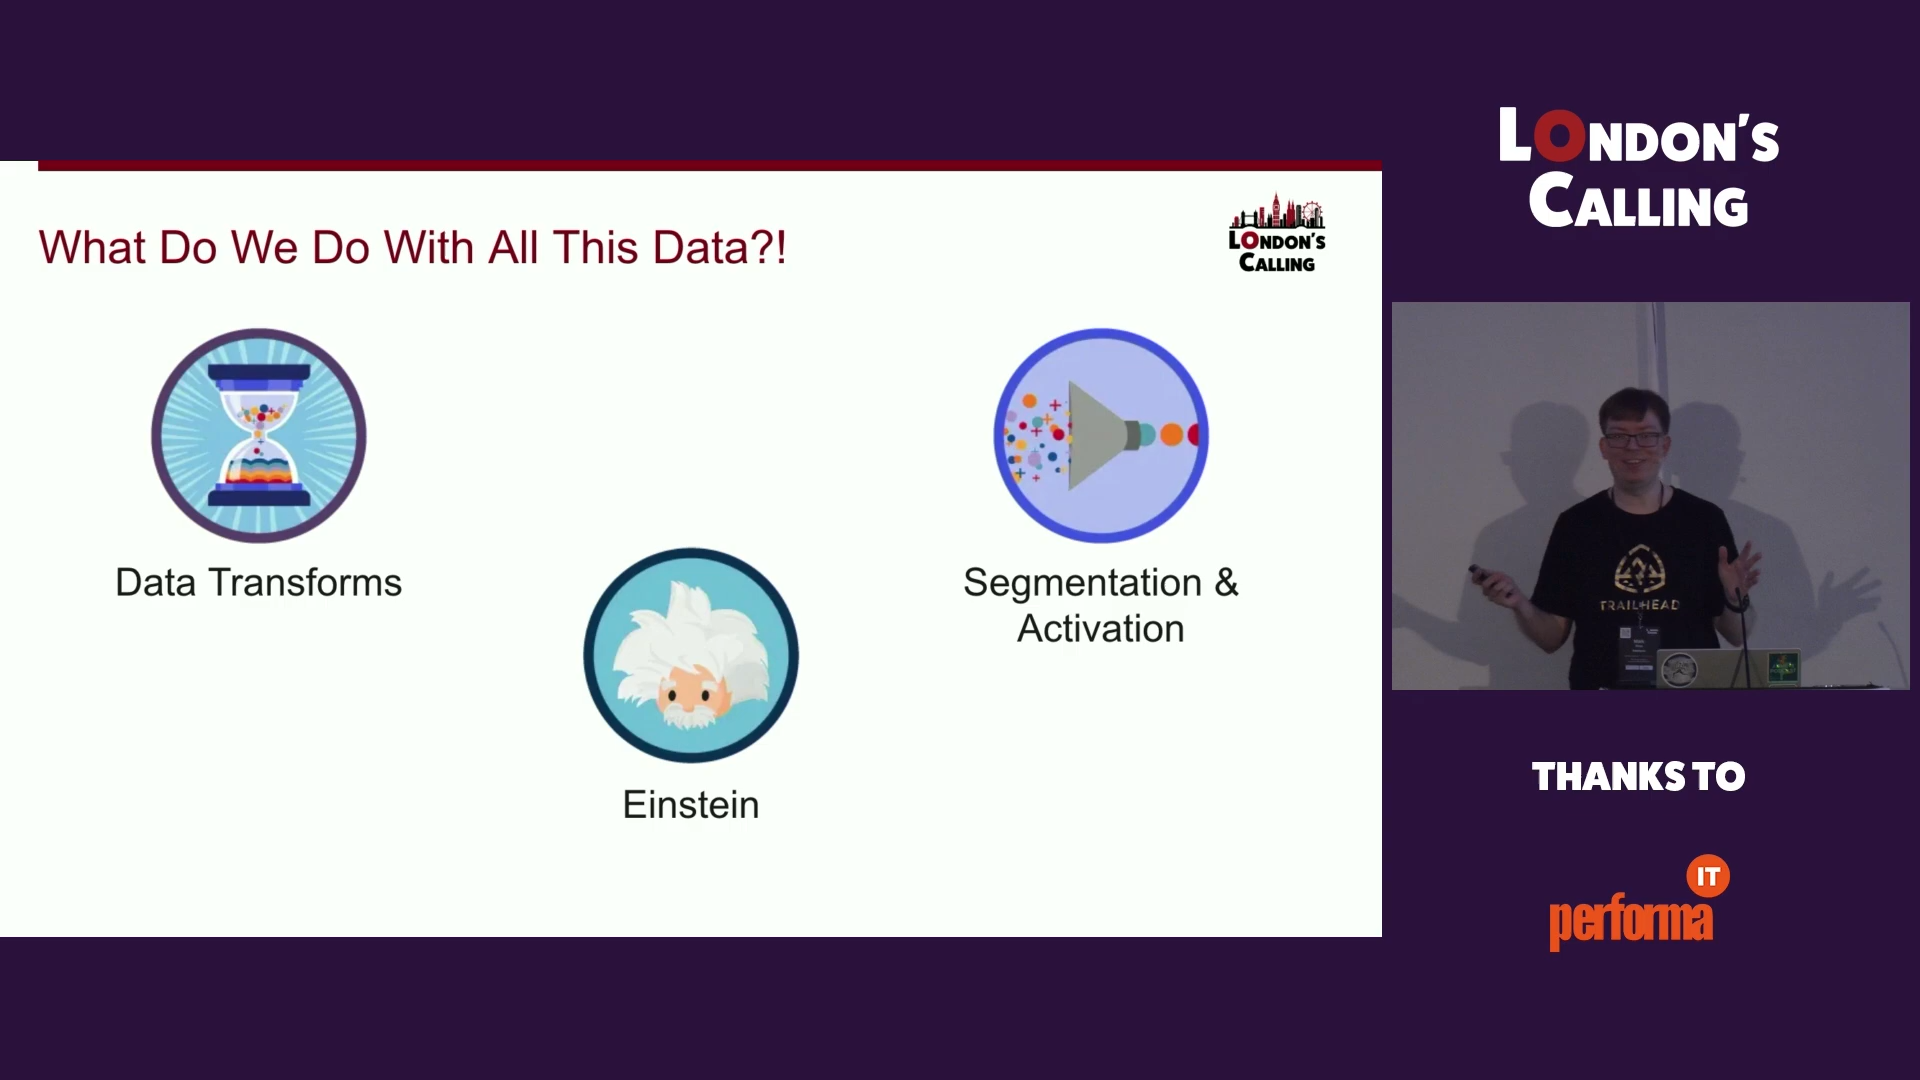 What Do We Do With All This Data?!
LONDON'S
CALLING
Data Transforms
Einstein
Segmentation &
Activation
LONDON'S
CALLING
TRAILHEAD
THANKS TO
performa
IT